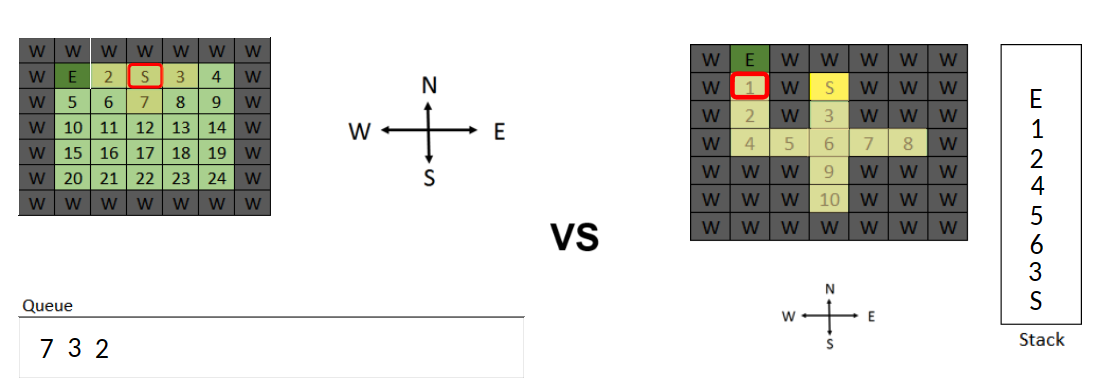 W W W W W W W
W E 2 S 3 4 W
W 5 6 7 8 9 W
W 10 11 12 13 14 W
W 15 16 17 18 19 W
W 20 21 22 23 24 W
W W W W W W W
N
W E
S
Queue
7 3 2
VS
W E W W W W W
W 1 W S W W W
W 2 W 3 W W W
W 4 5 6 7 8 W
W W W 9 W W W
W W W 10 W W W
W W W W W W W
N
W E
S
E
1
2
4
5
6
3
S
Stack